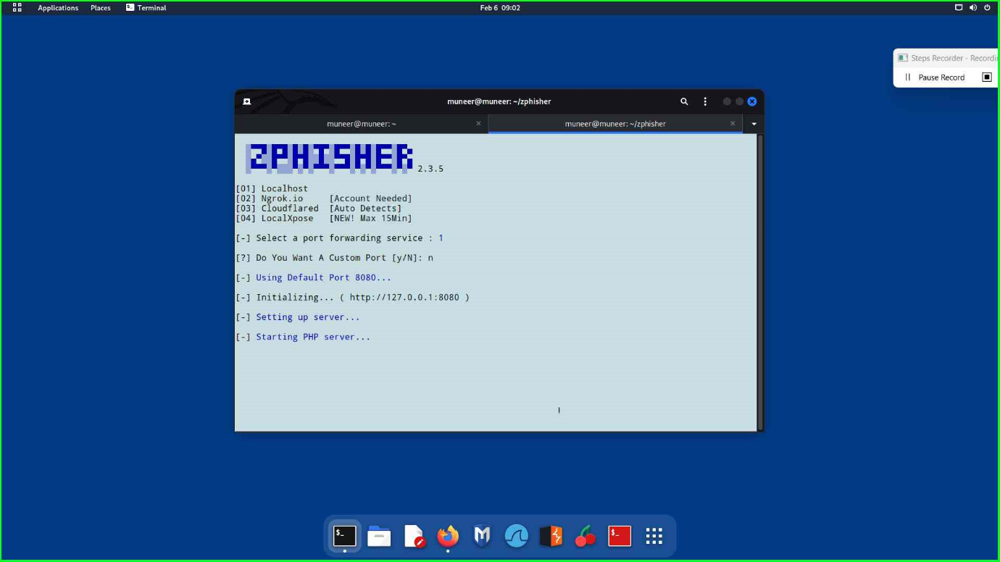 Applications Places Terminal Feb 6 09:02
Steps Recorder - Recordi
Pause Record
muneer@muneer: ~/zphisher
muneer@muneer: ~ muneer@muneer: ~/zphisher
ZPHISHER 2.3.5
[01] Localhost
[02] Ngrok.io [Account Needed]
[03] Cloudflared [Auto Detects]
[04] LocalXpose [NEW! Max 15Min]
[-] Select a port forwarding service : 1
[?] Do You Want A Custom Port [y/N]: n
[-] Using Default Port 8080...
[-] Initializing... ( http://127.0.0.1:8080 )
[-] Setting up server...
[-] Starting PHP server...